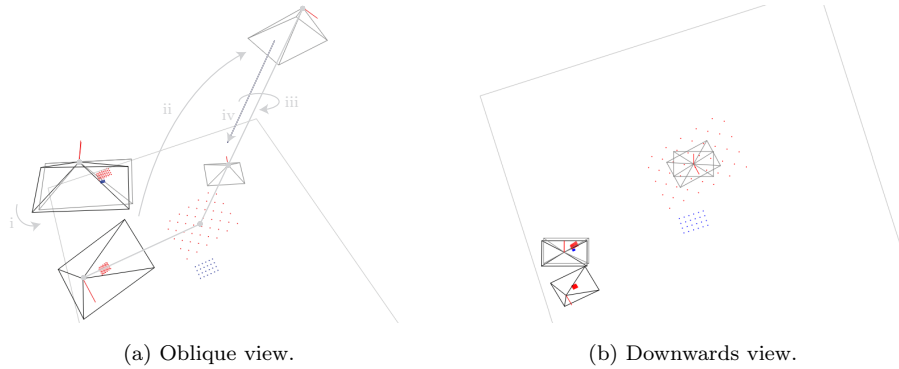 ii
iv
iii
i
(a) Oblique view.
(b) Downwards view.